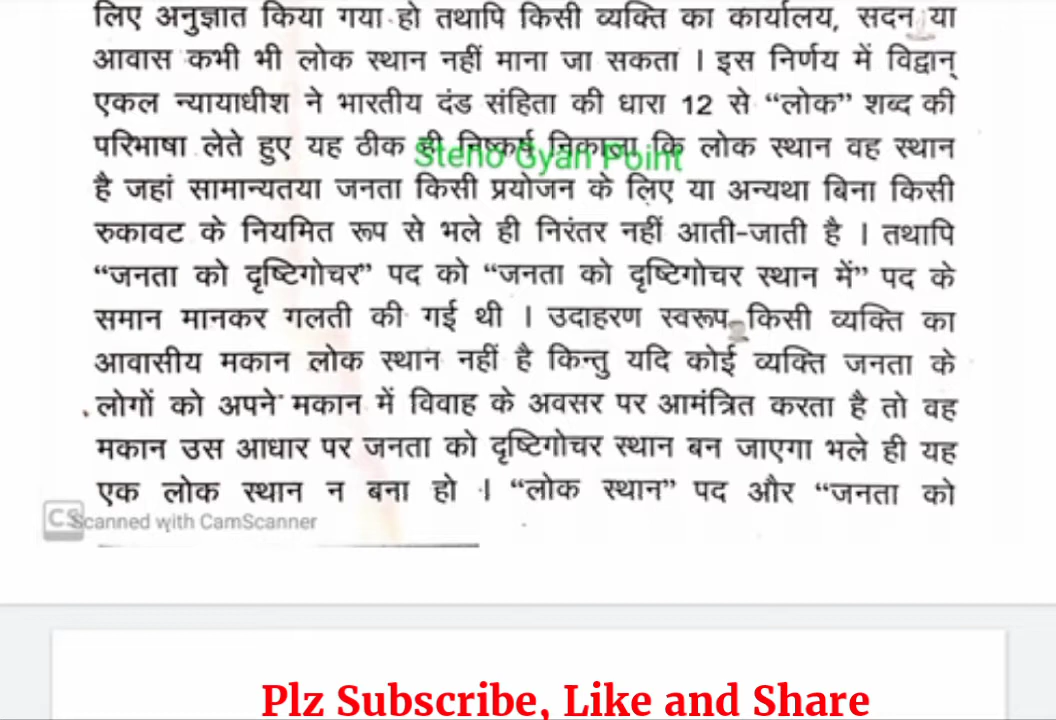 लिए अनुज्ञात किया गया हो तथापि किसी व्यक्ति का कार्यालय, सदन या
आवास कभी भी लोक स्थान नहीं माना जा सकता । इस निर्णय में विद्वान्
एकल न्यायाधीश ने भारतीय दंड संहिता की धारा 12 से “लोक” शब्द की
परिभाषा लेते हुए यह ठीक ही निष्कर्ष निकाला कि लोक स्थान वह स्थान
Steno Gyan Point
है जहां सामान्यतया जनता किसी प्रयोजन के लिए या अन्यथा बिना किसी
रुकावट के नियमित रूप से भले ही निरंतर नहीं आती-जाती है । तथापि
“जनता को दृष्टिगोचर” पद को “जनता को दृष्टिगोचर स्थान में” पद के
समान मानकर गलती की गई थी । उदाहरण स्वरूप किसी व्यक्ति का
आवासीय मकान लोक स्थान नहीं है किन्तु यदि कोई व्यक्ति जनता के
लोगों को अपने मकान में विवाह के अवसर पर आमंत्रित करता है तो वह
मकान उस आधार पर जनता को दृष्टिगोचर स्थान बन जाएगा भले ही यह
एक लोक स्थान न बना हो । “लोक स्थान” पद और “जनता को
CS Scanned with CamScanner
Plz Subscribe, Like and Share